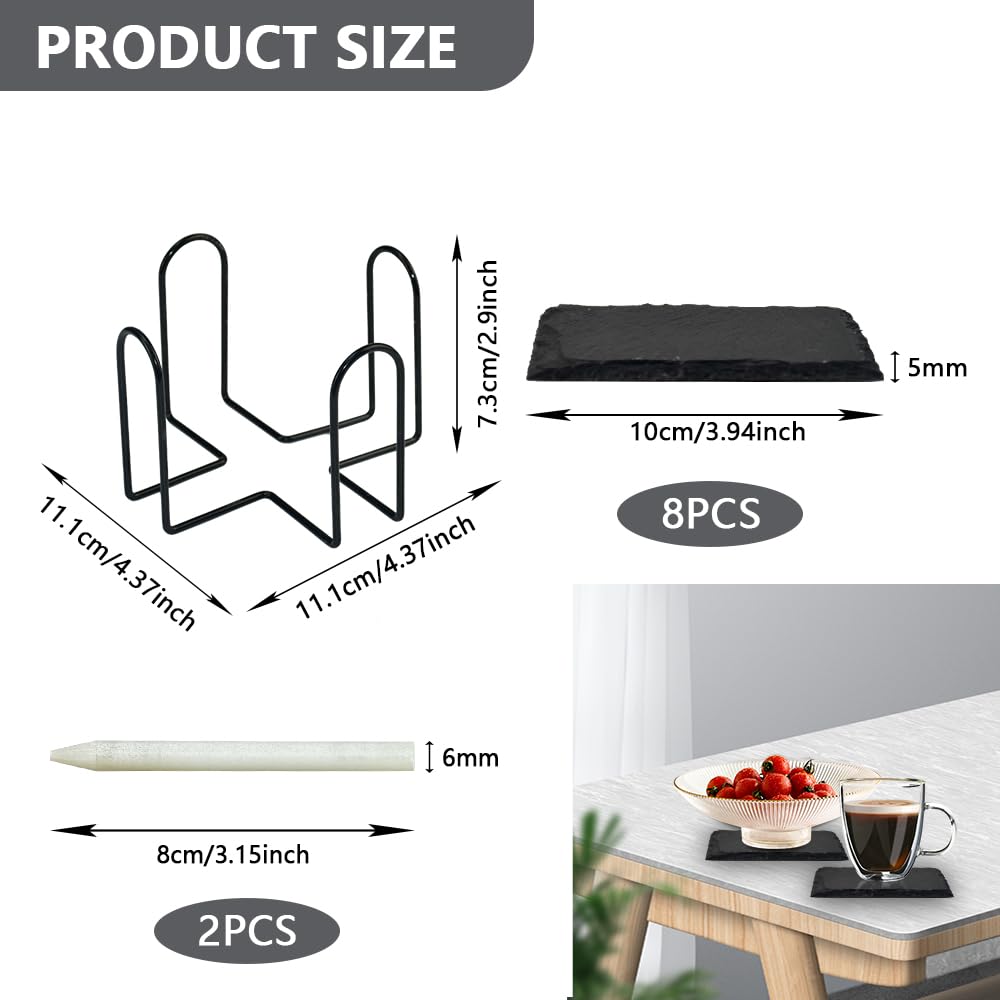 PRODUCT SIZE
7.3cm/2.9inch
11.1cm/4.37inch
11.1cm/4.37inch
5mm
10cm/3.94inch
8PCS
6mm
8cm/3.15inch
2PCS